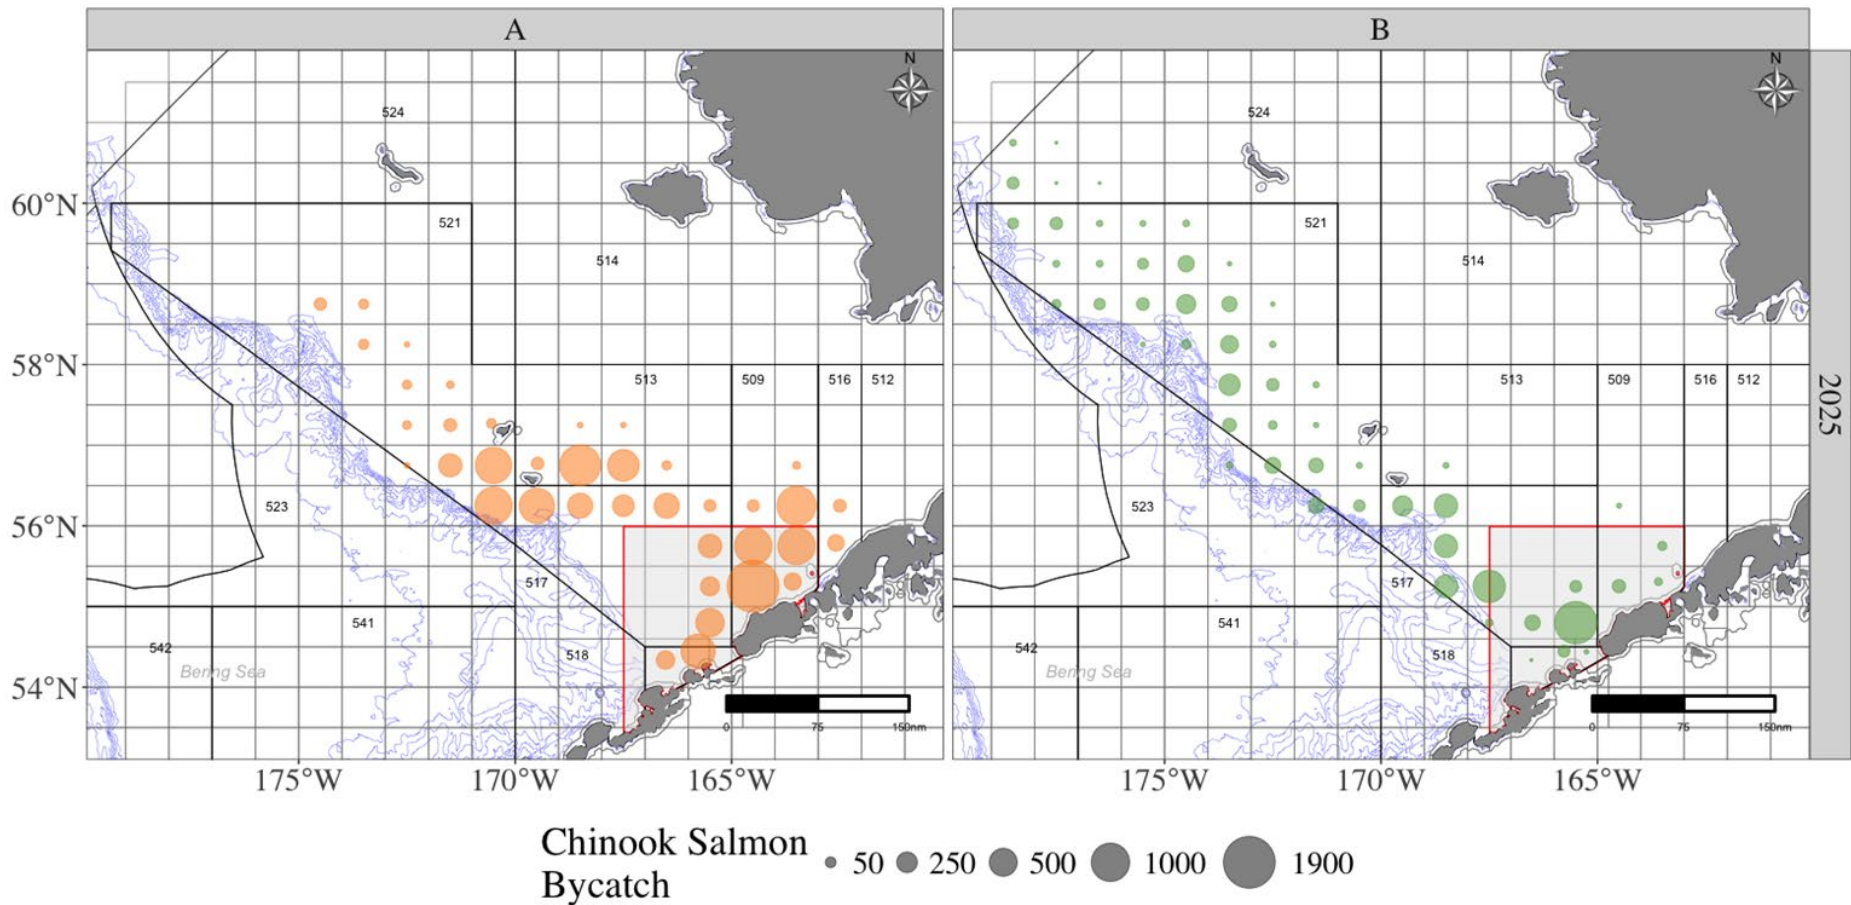 A
B
N
N
524
524
521
521
514
514
60°N
58°N
513
509
516
512
513
509
516
512
2025
56°N
523
523
517
517
541
541
542
542
518
518
Bering Sea
Bering Sea
54°N
0
75
150nm
0
75
150nm
175°W
170°W
165°W
175°W
170°W
165°W
Chinook Salmon
Bycatch
50
250
500
1000
1900